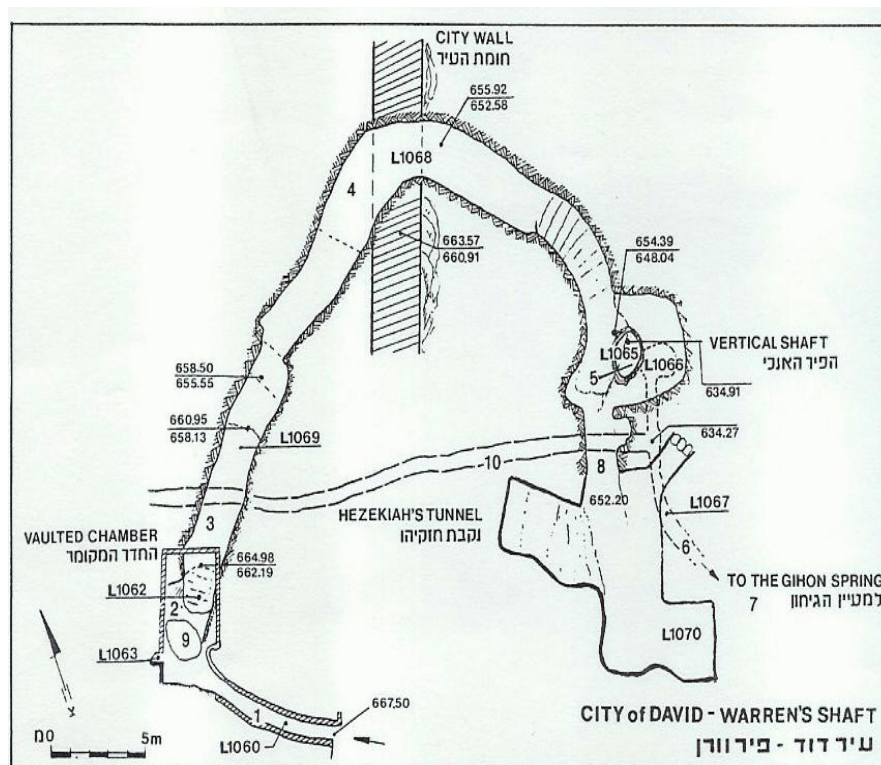 CITY WALL
חומת העיר
655.92
652.58
L1068
4
663.57
660.91
654.39
648.04
VERTICAL SHAFT
הפיר האנכי
L1065
L1066
5
634.91
658.50
655.55
660.95
658.13
L1069
634.27
10
8
652.20
L1067
HEZEKIAH'S TUNNEL
נקבת חזקיהו
3
VAULTED CHAMBER
החדר המקומר
664.98
662.19
6
L1062
2
TO THE GIHON SPRING
7 למעיין הגיחון
9
L1063
L1070
1
L1060
667.50
CITY of DAVID - WARREN'S SHAFT
עיר דוד - פיר וורן
0מ 5m